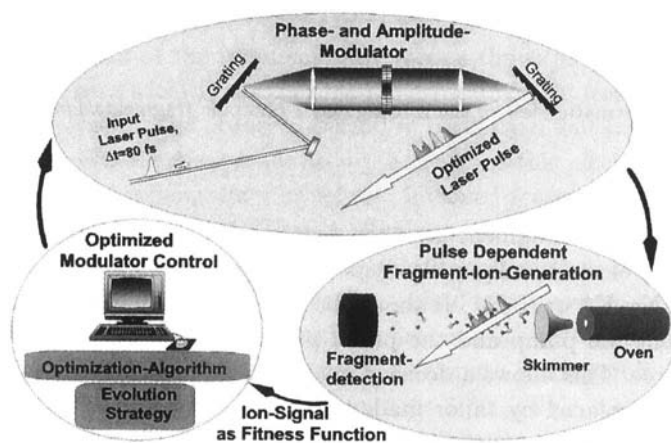 Phase- and Amplitude-
Modulator
Grating
Grating
Input
Laser Pulse,
Δt=80 fs
Optimized
Laser Pulse
Optimized
Modulator Control
Optimization-Algorithm
Evolution
Strategy
Pulse Dependent
Fragment-Ion-Generation
Fragment-
detection
Skimmer
Oven
Ion-Signal
as Fitness Function